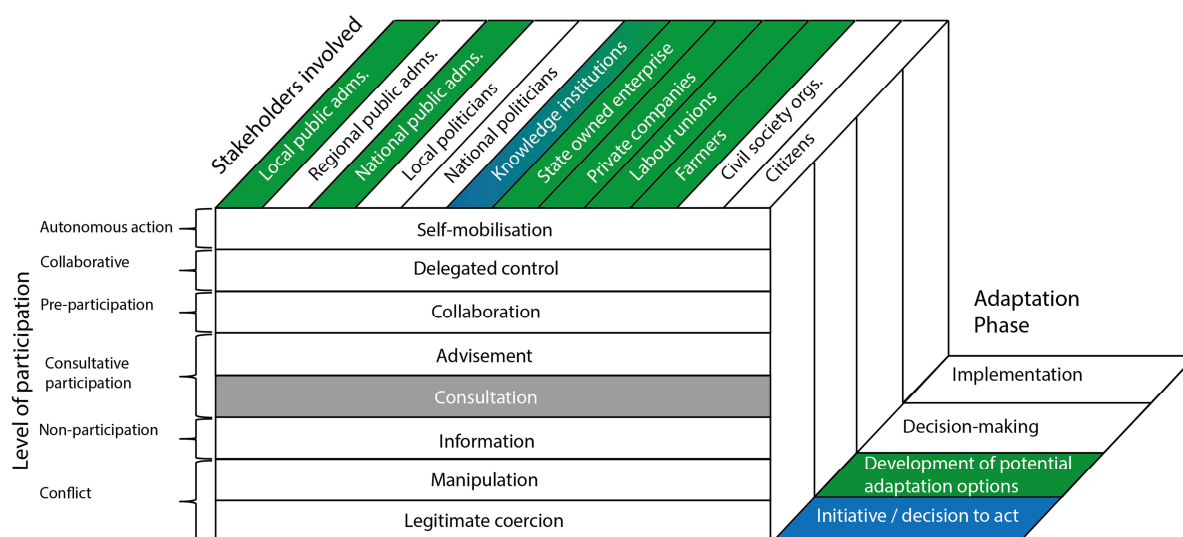 Stakeholders involved
Local public adms.
Regional public adms.
National public adms.
Local politicians
National politicians
Knowledge institutions
State owned enterprise
Private companies
Labour unions
Farmers
Civil society orgs.
Citizens
Level of participation
Autonomous action
Self-mobilisation
Collaborative
Delegated control
Pre-participation
Collaboration
Consultative
participation
Advisement
Consultation
Non-participation
Information
Conflict
Manipulation
Legitimate coercion
Adaptation
Phase
Implementation
Decision-making
Development of potential
adaptation options
Initiative / decision to act